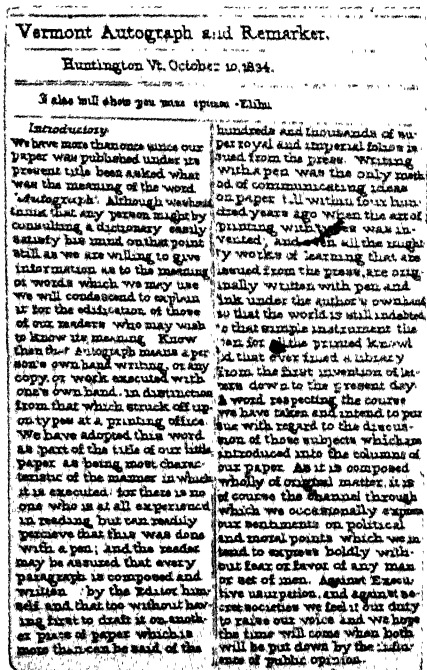 Vermont Autograph and Remarker.
Huntington Vt. October 10, 1834.
I also will show you mine opinion - Elihu
Introductory
We have more than once since our
paper was published under its
present title been asked what
was the meaning of the word
"Autograph". Although we should
think that any person might by
consulting a dictionary easily
satisfy his mind on that point
still as we are willing to give
information as to the meaning
of words which we may use
we will condescend to explain
it for the edification of those
of our readers who may wish
to know its meaning Know
then that Autograph means a per
son's own hand writing, or any
copy, or work executed with
one's own hand, in distinction
from that which struck off up-
on types at a printing office.
We have adopted this word
as part of the title of our little
paper as being most charac-
teristic of the manner in which
it is executed: for there is no
one who is at all experienced
in reading, but can readily
perceive that this was done
with a pen; and the reader
may be assured that every
paragraph is composed and
written by the Editor him
self and that too without hav
ing first to draft it on anoth-
er piece of paper which is
more than can be said of the
hundreds and thousands of su-
per royal and imperial folios is
sued from the press. Writing
with a pen was the only meth
od of communicating ideas
on paper till within four hun
dred years ago when the art of
printing with types was in-
vented, and even all the might
y works of learning that are
issued from the press, are orig-
inally written with pen and
ink under the author's own hand
so that the world is still indebted
to that simple instrument the
pen for all the printed knowl
d that ever filled a library
from the first invention of let-
ters down to the present day.
A word respecting the course
we have taken and intend to pur
sue with regard to the discus-
sion of those subjects which are
introduced into the columns of
our paper. As it is composed
wholly of original matter, it is
of course the channel through
which we occasionally express
our sentiments on political
and moral points which we in-
tend to express boldly with-
out fear or favor of any man
or set of men. Against Execu
tive usurpation, and against se-
cret societies we feel it our duty
to raise our voice and we hope
the time will come when both
will be put down by the influ
ence of public opinion.